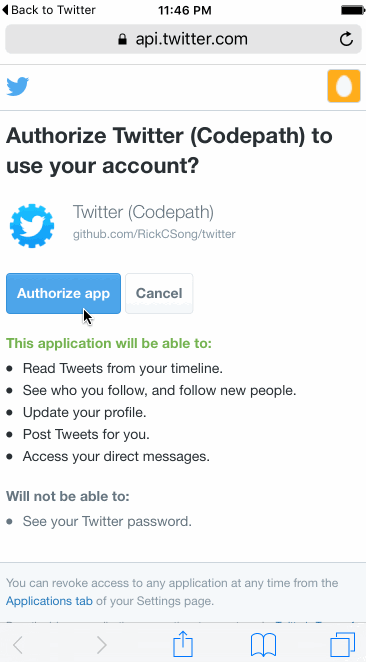 Back to Twitter 11:46 PM
api.twitter.com
Authorize Twitter (Codepath) to
use your account?
Twitter (Codepath)
github.com/RickCSong/twitter
Authorize app Cancel
This application will be able to:
• Read Tweets from your timeline.
• See who you follow, and follow new people.
• Update your profile.
• Post Tweets for you.
• Access your direct messages.
Will not be able to:
• See your Twitter password.
You can revoke access to any application at any time from the
Applications tab of your Settings page.